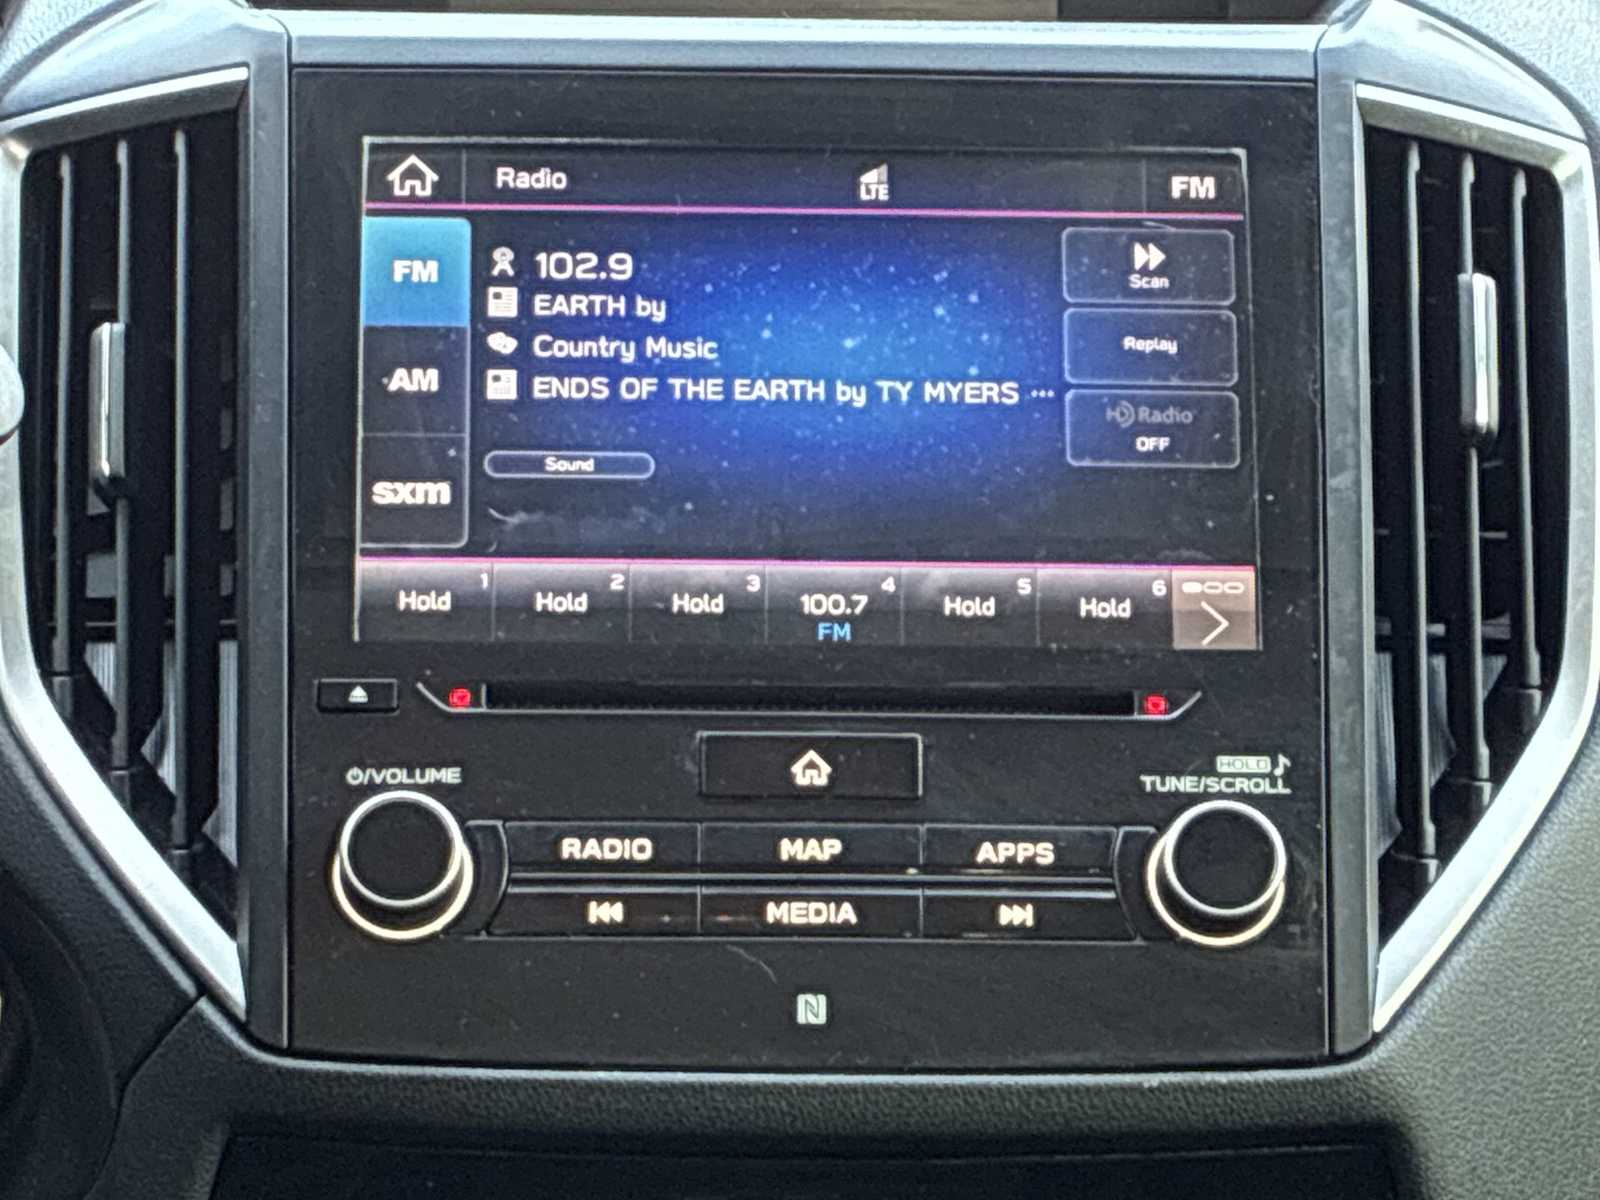 Radio
LTE
FM
FM
102.9
Scan
EARTH by
Country Music
Replay
AM
ENDS OF THE EARTH by TY MYERS ...
HD Radio
OFF
Sound
sxm
1
Hold
2
Hold
3
Hold
4
100.7
FM
5
Hold
6
Hold
/VOLUME
HOLD
TUNE/SCROLL
RADIO
MAP
APPS
MEDIA
N